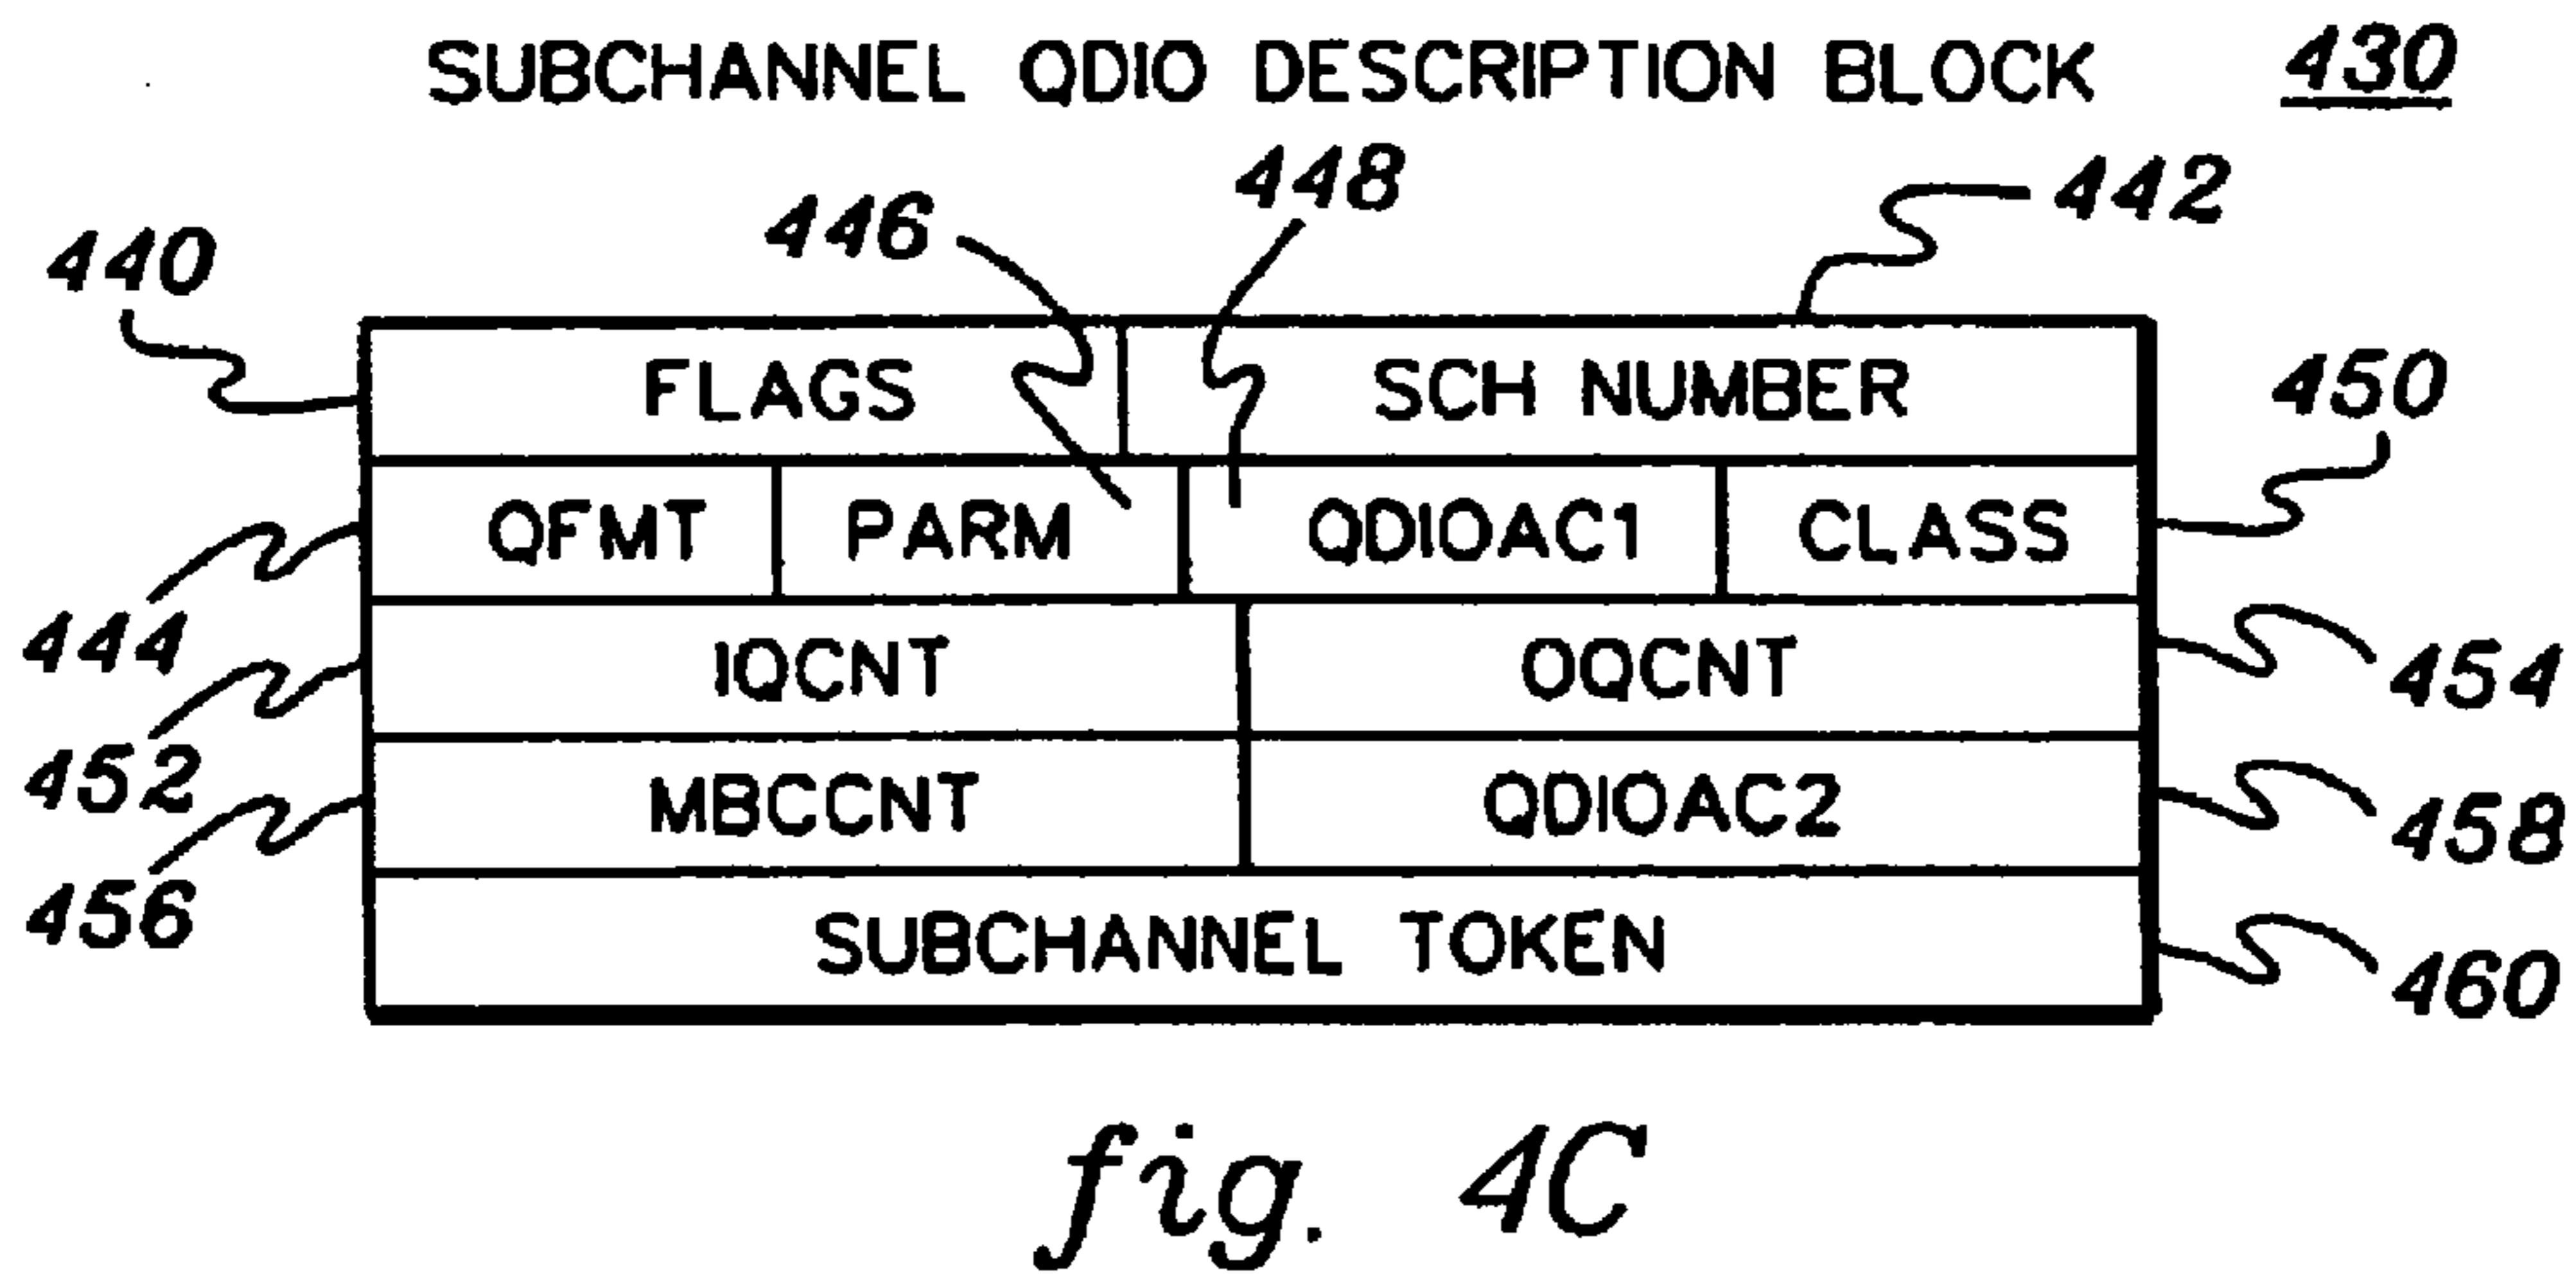 SUBCHANNEL QDIO DESCRIPTION BLOCK 430
446 448 442
440
FLAGS SCH NUMBER
450
QFMT PARM QDIOAC1 CLASS
444
IQCNT OQCNT
454
452
MBCCNT QDIOAC2
458
456
SUBCHANNEL TOKEN
460
fig. 4C